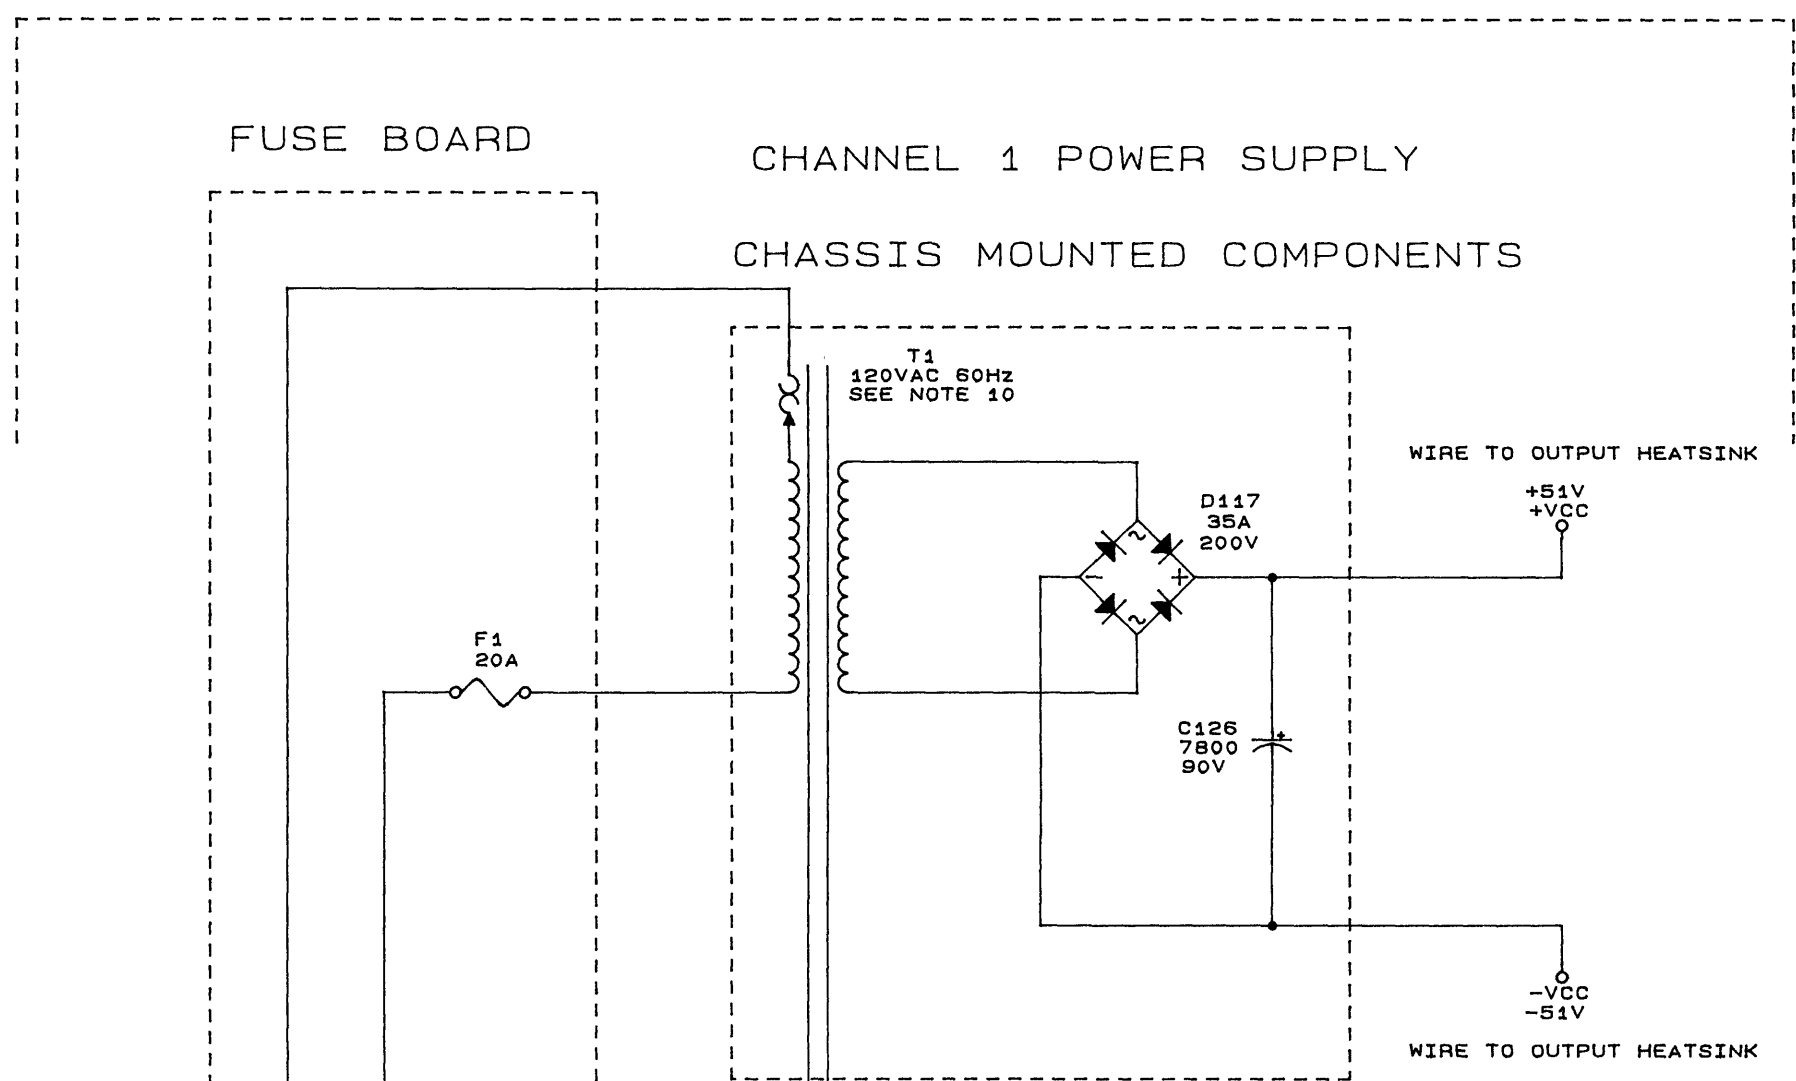 FUSE BOARD
CHANNEL 1 POWER SUPPLY
CHASSIS MOUNTED COMPONENTS
T1
120VAC 60Hz
SEE NOTE 10
WIRE TO OUTPUT HEATSINK
+51V
+VCC
D117
35A
200V
~
- +
~
F1
20A
C126
7800
90V
+
-VCC
-51V
WIRE TO OUTPUT HEATSINK